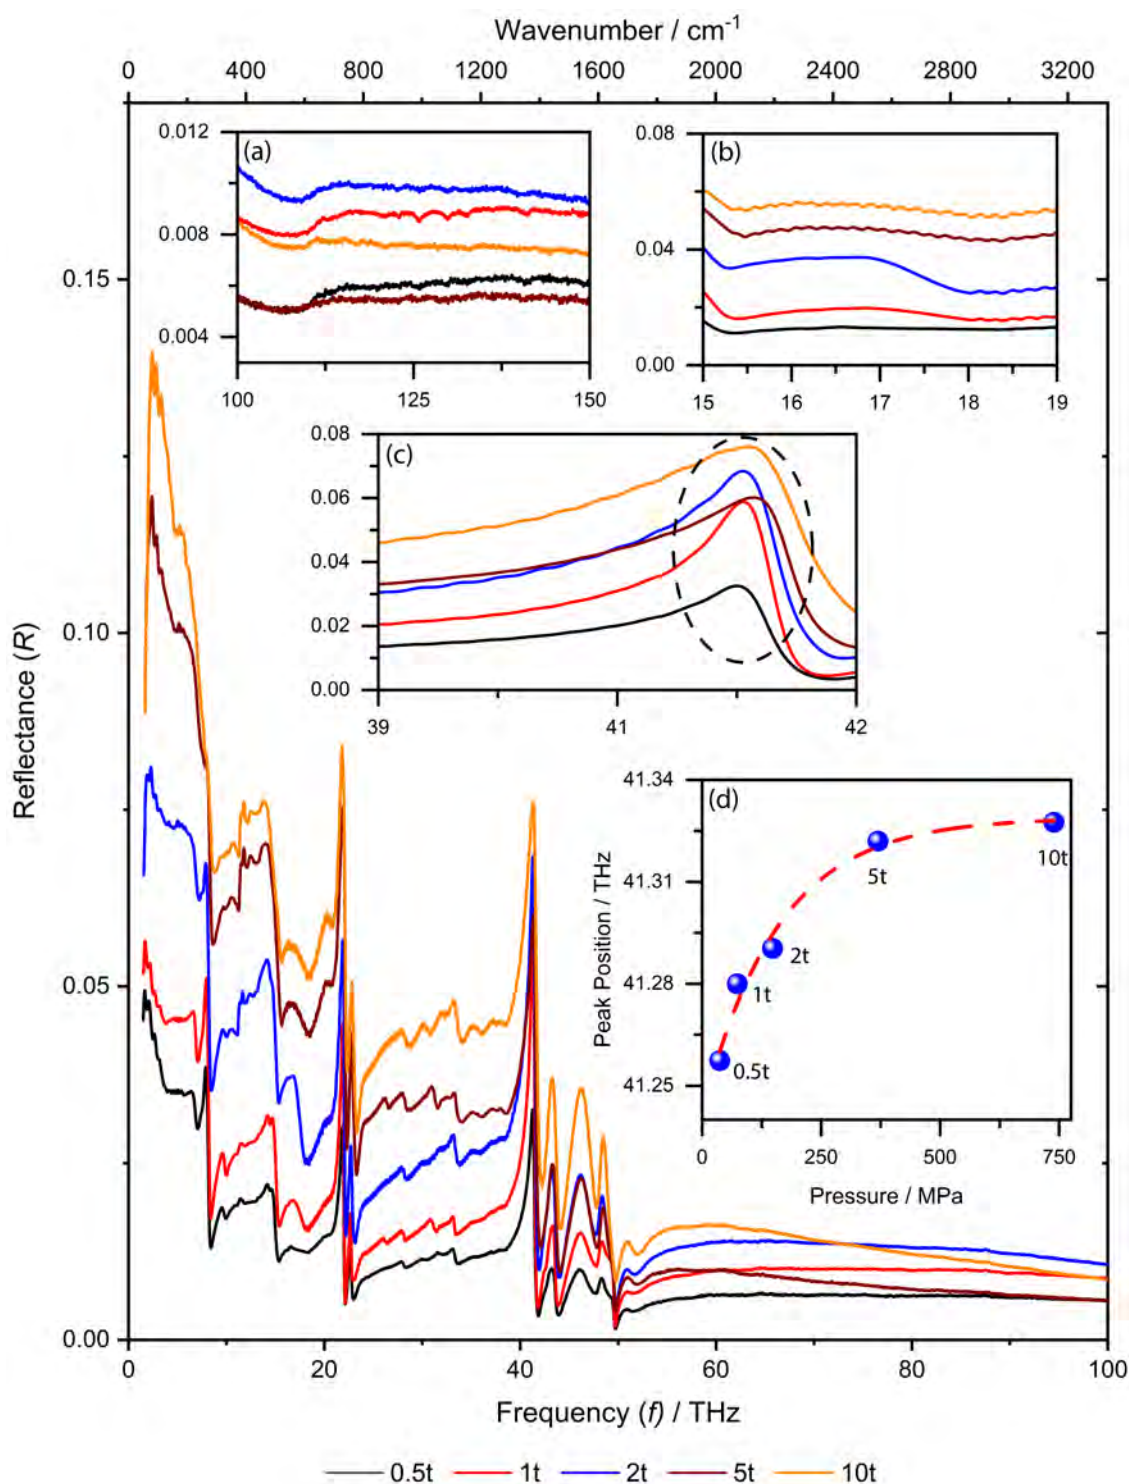 Wavenumber / cm-1
0 400 800 1200 1600 2000 2400 2800 3200
(a)
0.012
0.008
0.004
100 125 150
(b)
0.08
0.04
0.00
15 16 17 18 19
(c)
0.08
0.06
0.04
0.02
0.00
39 41 42
(d)
41.34
41.31
41.28
41.25
Peak Position / THz
0.5t
1t
2t
5t
10t
0 250 500 750
Pressure / MPa
0.15
0.10
0.05
0.00
Reflectance (R)
0 20 40 60 80 100
Frequency (f) / THz
0.5t 1t 2t 5t 10t